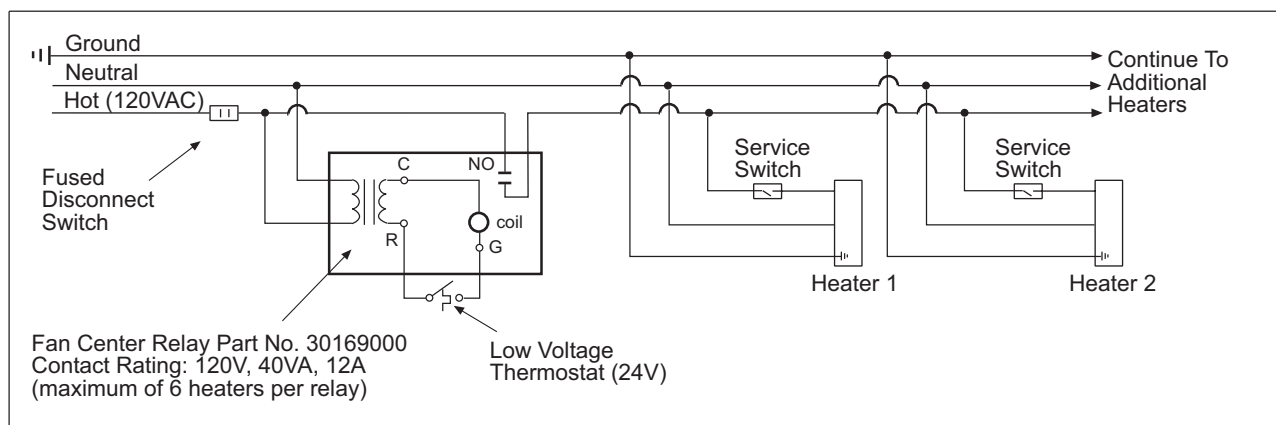 Ground
Neutral
Hot (120VAC)
Continue To
Additional
Heaters
Fused
Disconnect
Switch
C
NO
coil
R
G
Service
Switch
Service
Switch
Heater 1
Heater 2
Fan Center Relay Part No. 30169000
Contact Rating: 120V, 40VA, 12A
(maximum of 6 heaters per relay)
Low Voltage
Thermostat (24V)